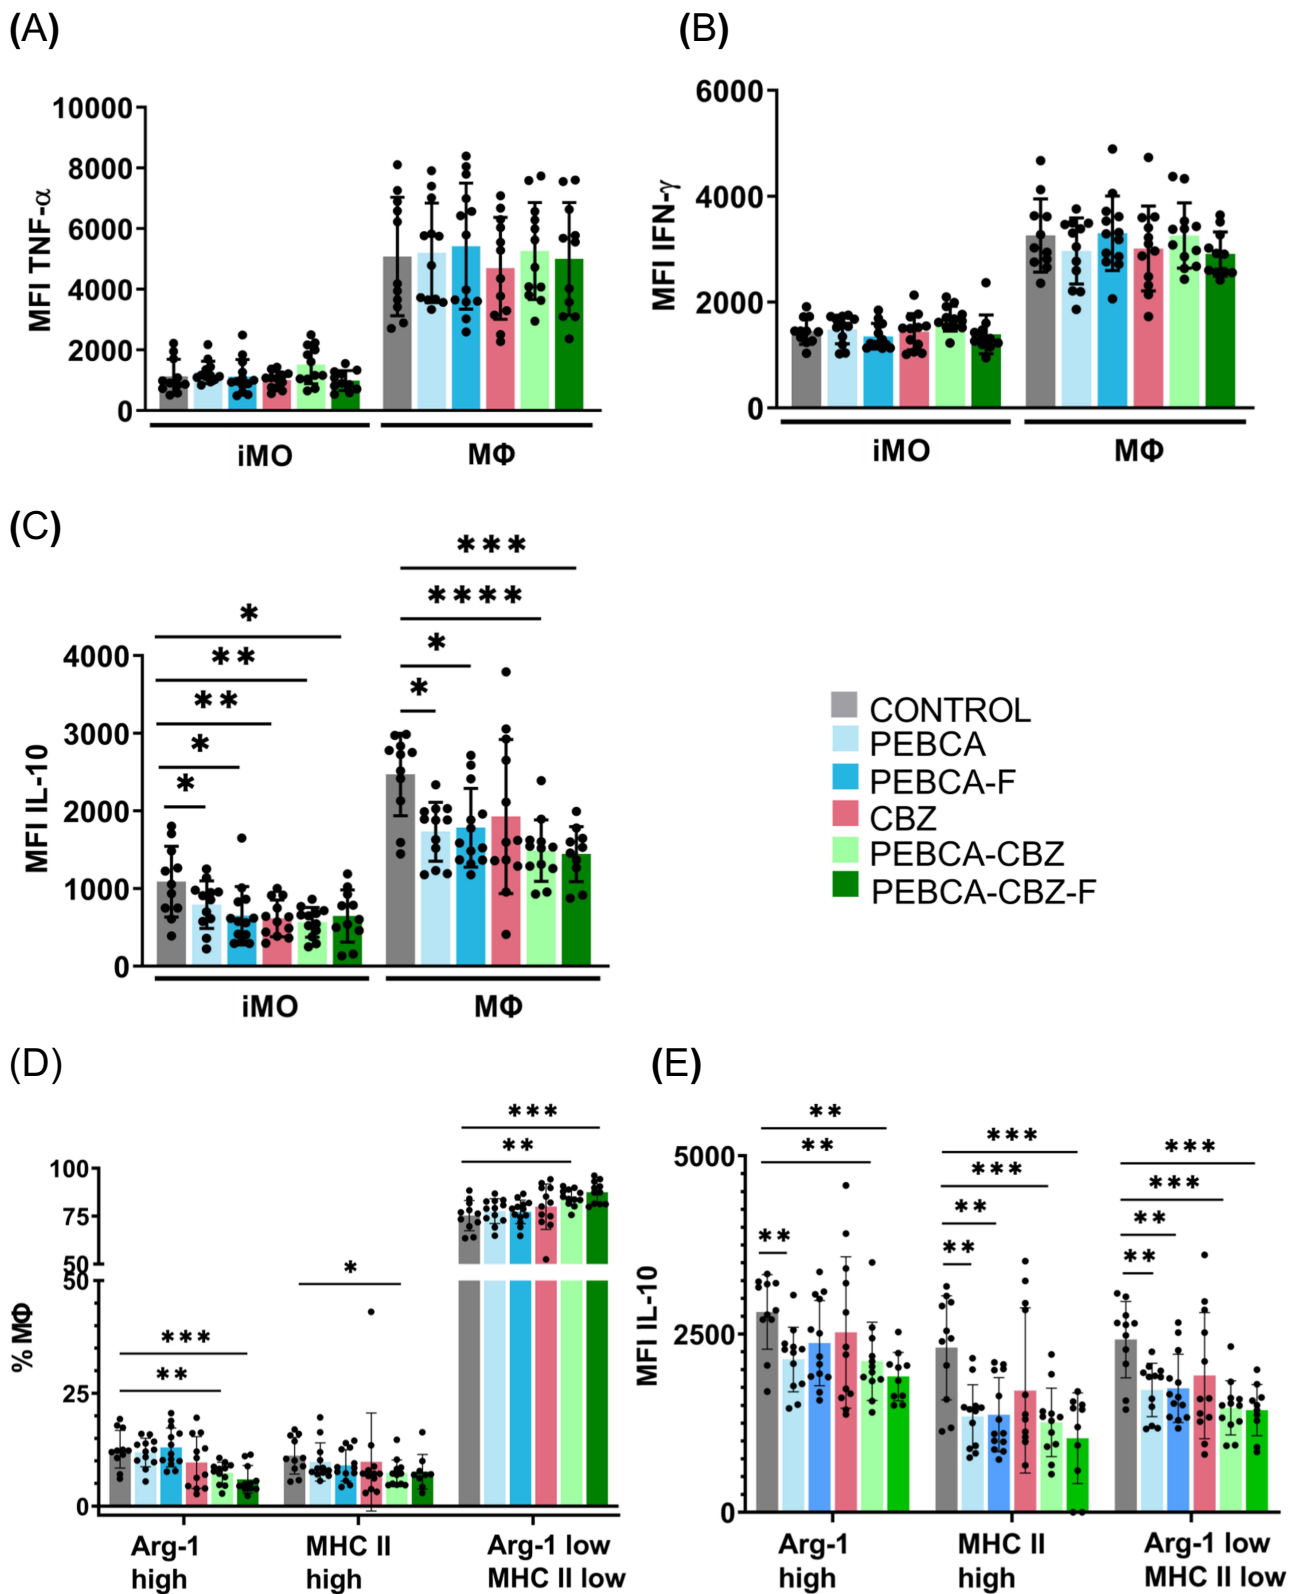 (A)
MFI TNF-α
10000
8000
6000
4000
2000
0
iMO
MΦ
(B)
MFI IFN-γ
6000
4000
2000
0
iMO
MΦ
(C)
MFI IL-10
4000
3000
2000
1000
0
*
**
**
*
*
***
****
*
*
iMO
MΦ
CONTROL
PEBCA
PEBCA-F
CBZ
PEBCA-CBZ
PEBCA-CBZ-F
(D)
% MΦ
100
75
50
50
25
0
***
**
*
***
**
Arg-1
high
MHC II
high
Arg-1 low
MHC II low
(E)
MFI IL-10
5000
2500
0
**
**
**
***
***
**
**
***
***
**
**
Arg-1
high
MHC II
high
Arg-1 low
MHC II low